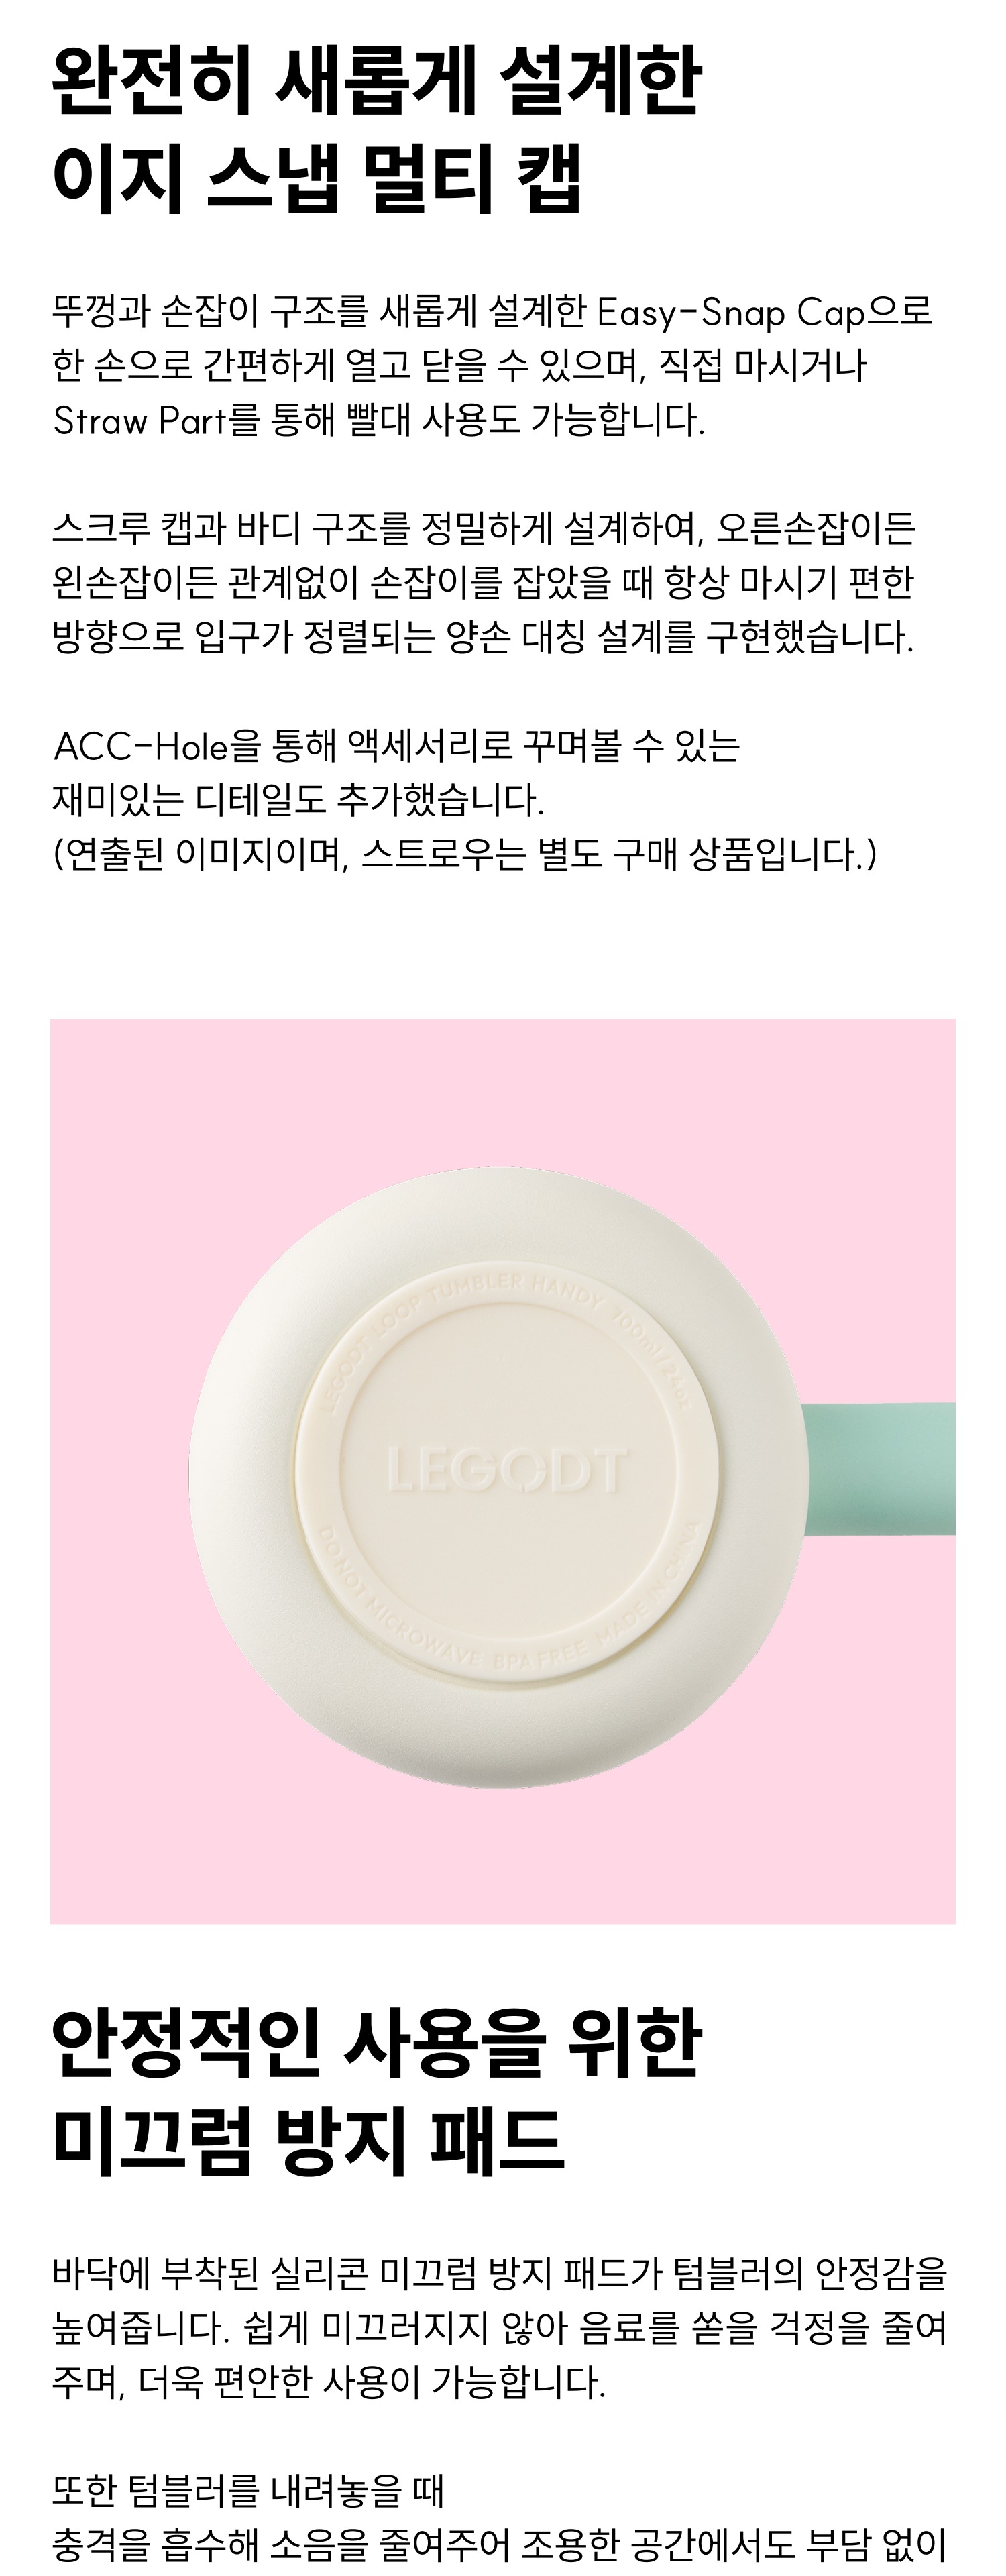 완전히 새롭게 설계한
이지 스냅 멀티 캡
뚜껑과 손잡이 구조를 새롭게 설계한 Easy-Snap Cap으로
한 손으로 간편하게 열고 닫을 수 있으며, 직접 마시거나
Straw Part를 통해 빨대 사용도 가능합니다.
스크루 캡과 바디 구조를 정밀하게 설계하여, 오른손잡이든
왼손잡이든 관계없이 손잡이를 잡았을 때 항상 마시기 편한
방향으로 입구가 정렬되는 양손 대칭 설계를 구현했습니다.
ACC-Hole을 통해 액세서리로 꾸며볼 수 있는
재미있는 디테일도 추가했습니다.
(연출된 이미지이며, 스트로우는 별도 구매 상품입니다.)
LEGODT LOOP TUMBLER HANDY 700ml/24oz
LEGODT
DO NOT MICROWAVE BPA FREE MADE IN CHINA
안정적인 사용을 위한
미끄럼 방지 패드
바닥에 부착된 실리콘 미끄럼 방지 패드가 텀블러의 안정감을
높여줍니다. 쉽게 미끄러지지 않아 음료를 쏟을 걱정을 줄여
주며, 더욱 편안한 사용이 가능합니다.
또한 텀블러를 내려놓을 때
충격을 흡수해 소음을 줄여주어 조용한 공간에서도 부담 없이